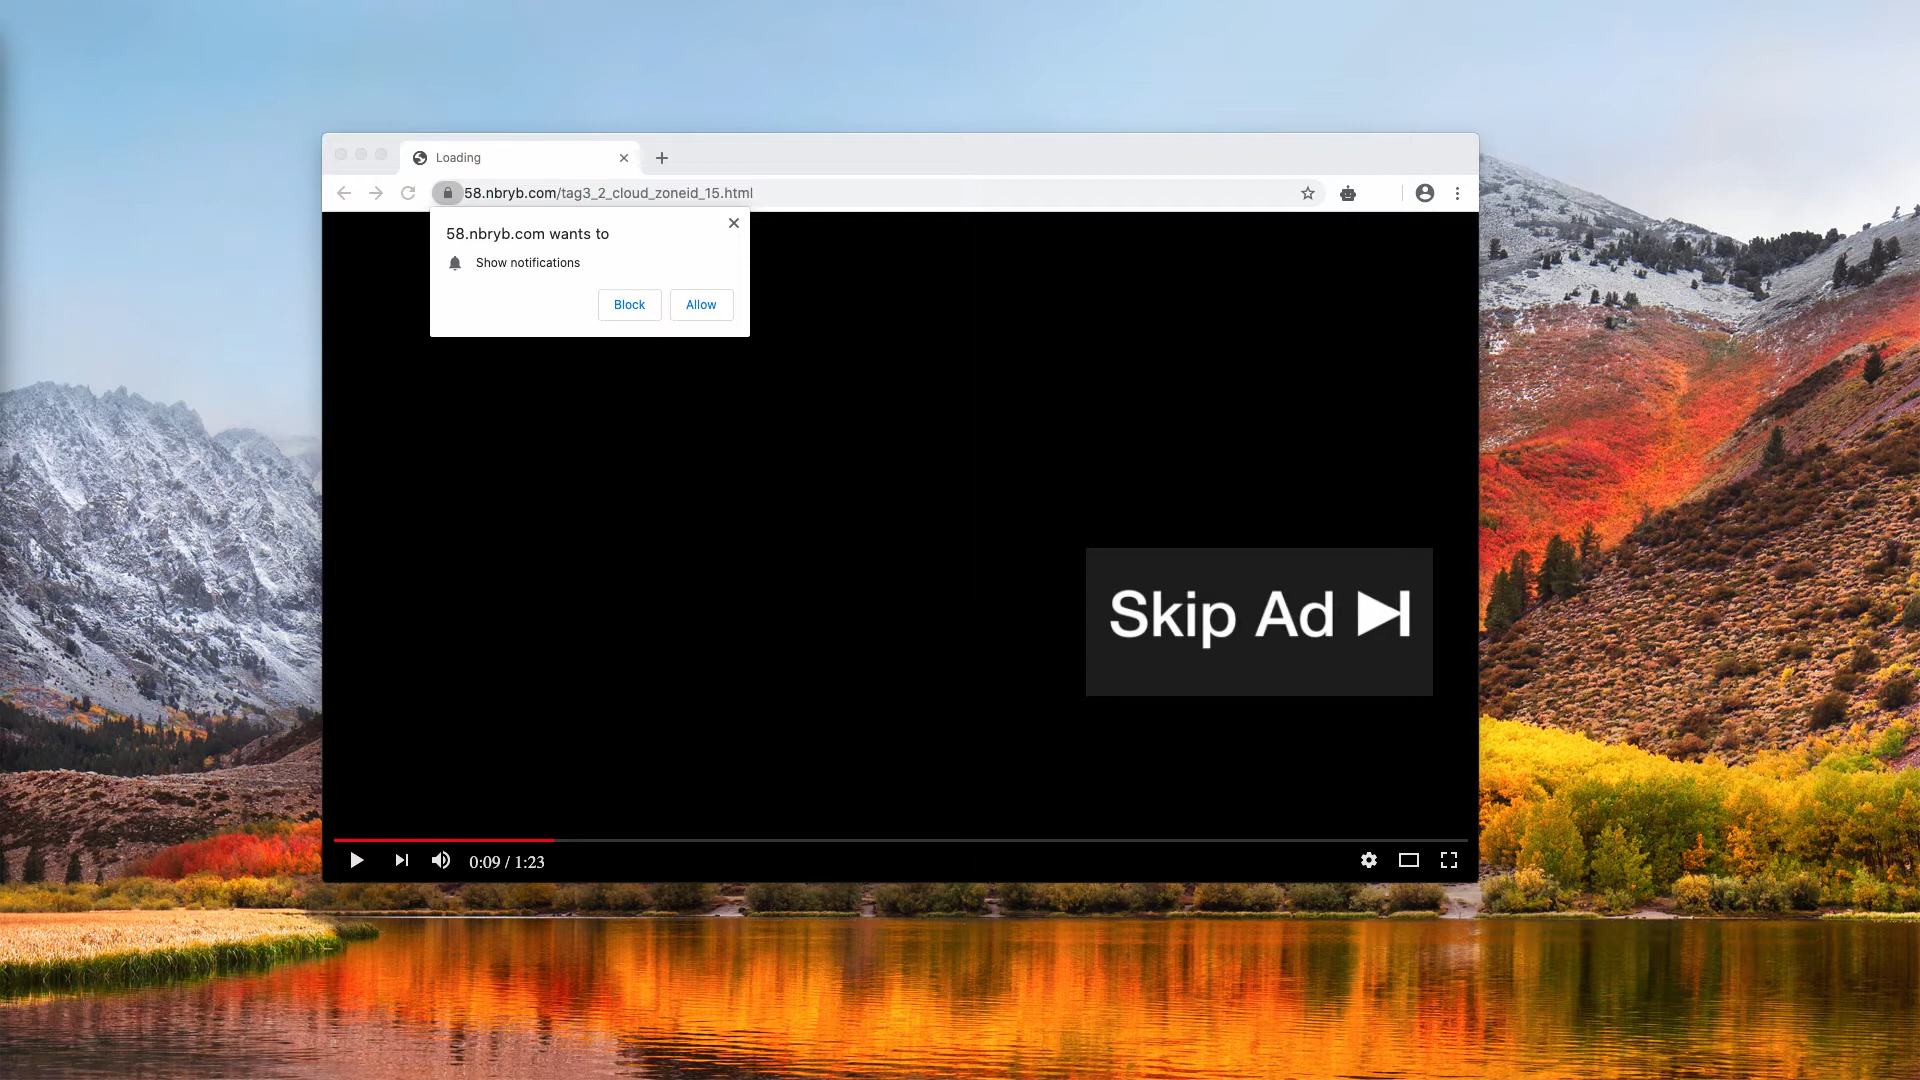 Loading
58.nbryb.com/tag3_2_cloud_zoneid_15.html
58.nbryb.com wants to
Show notifications
Block
Allow
Skip Ad
0:09 / 1:23